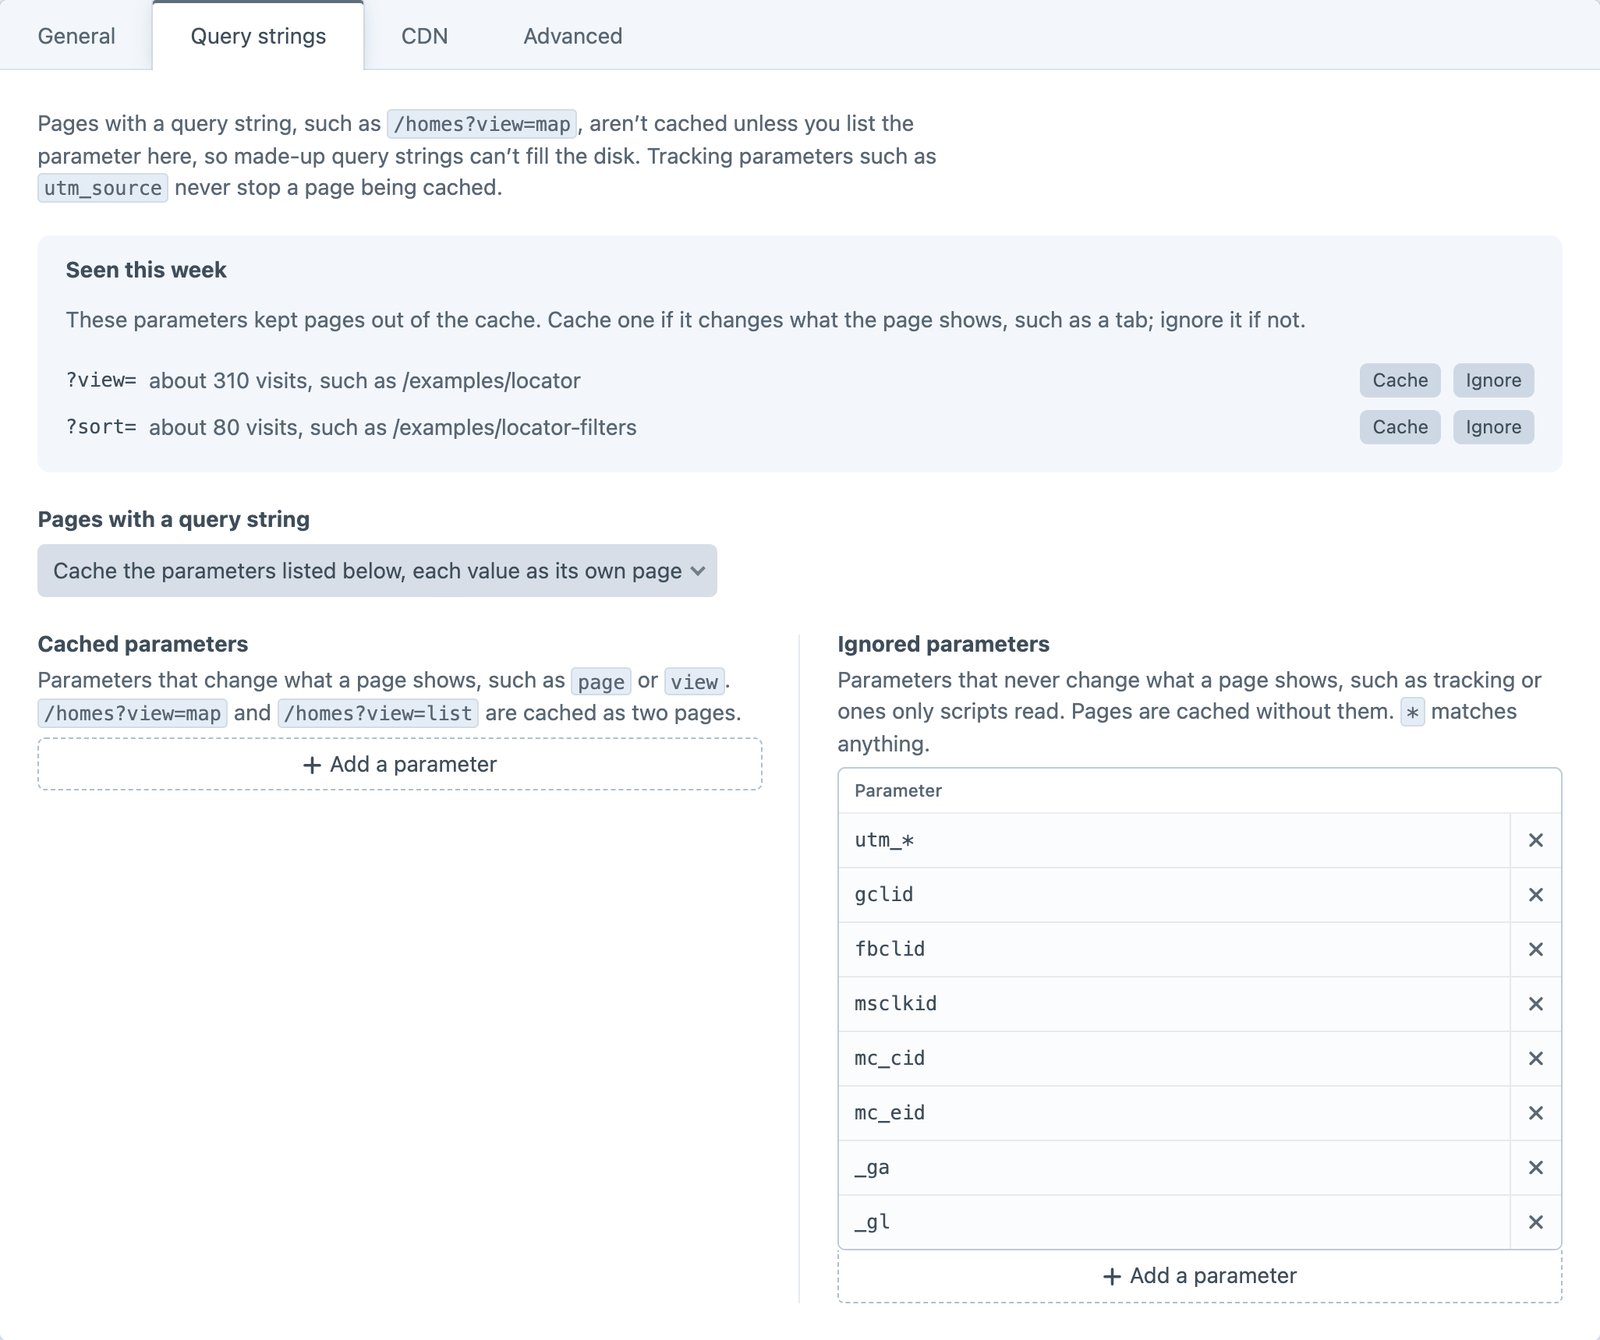 General
Query strings
CDN
Advanced
Pages with a query string, such as /homes?view=map, aren’t cached unless you list the
parameter here, so made-up query strings can’t fill the disk. Tracking parameters such as
utm_source never stop a page being cached.
Seen this week
These parameters kept pages out of the cache. Cache one if it changes what the page shows, such as a tab; ignore it if not.
?view= about 310 visits, such as /examples/locator
Cache
Ignore
?sort= about 80 visits, such as /examples/locator-filters
Cache
Ignore
Pages with a query string
Cache the parameters listed below, each value as its own page
Cached parameters
Parameters that change what a page shows, such as page or view.
/homes?view=map and /homes?view=list are cached as two pages.
+ Add a parameter
Ignored parameters
Parameters that never change what a page shows, such as tracking or
ones only scripts read. Pages are cached without them. * matches
anything.
Parameter
utm_*
gclid
fbclid
msclkid
mc_cid
mc_eid
_ga
_gl
+ Add a parameter